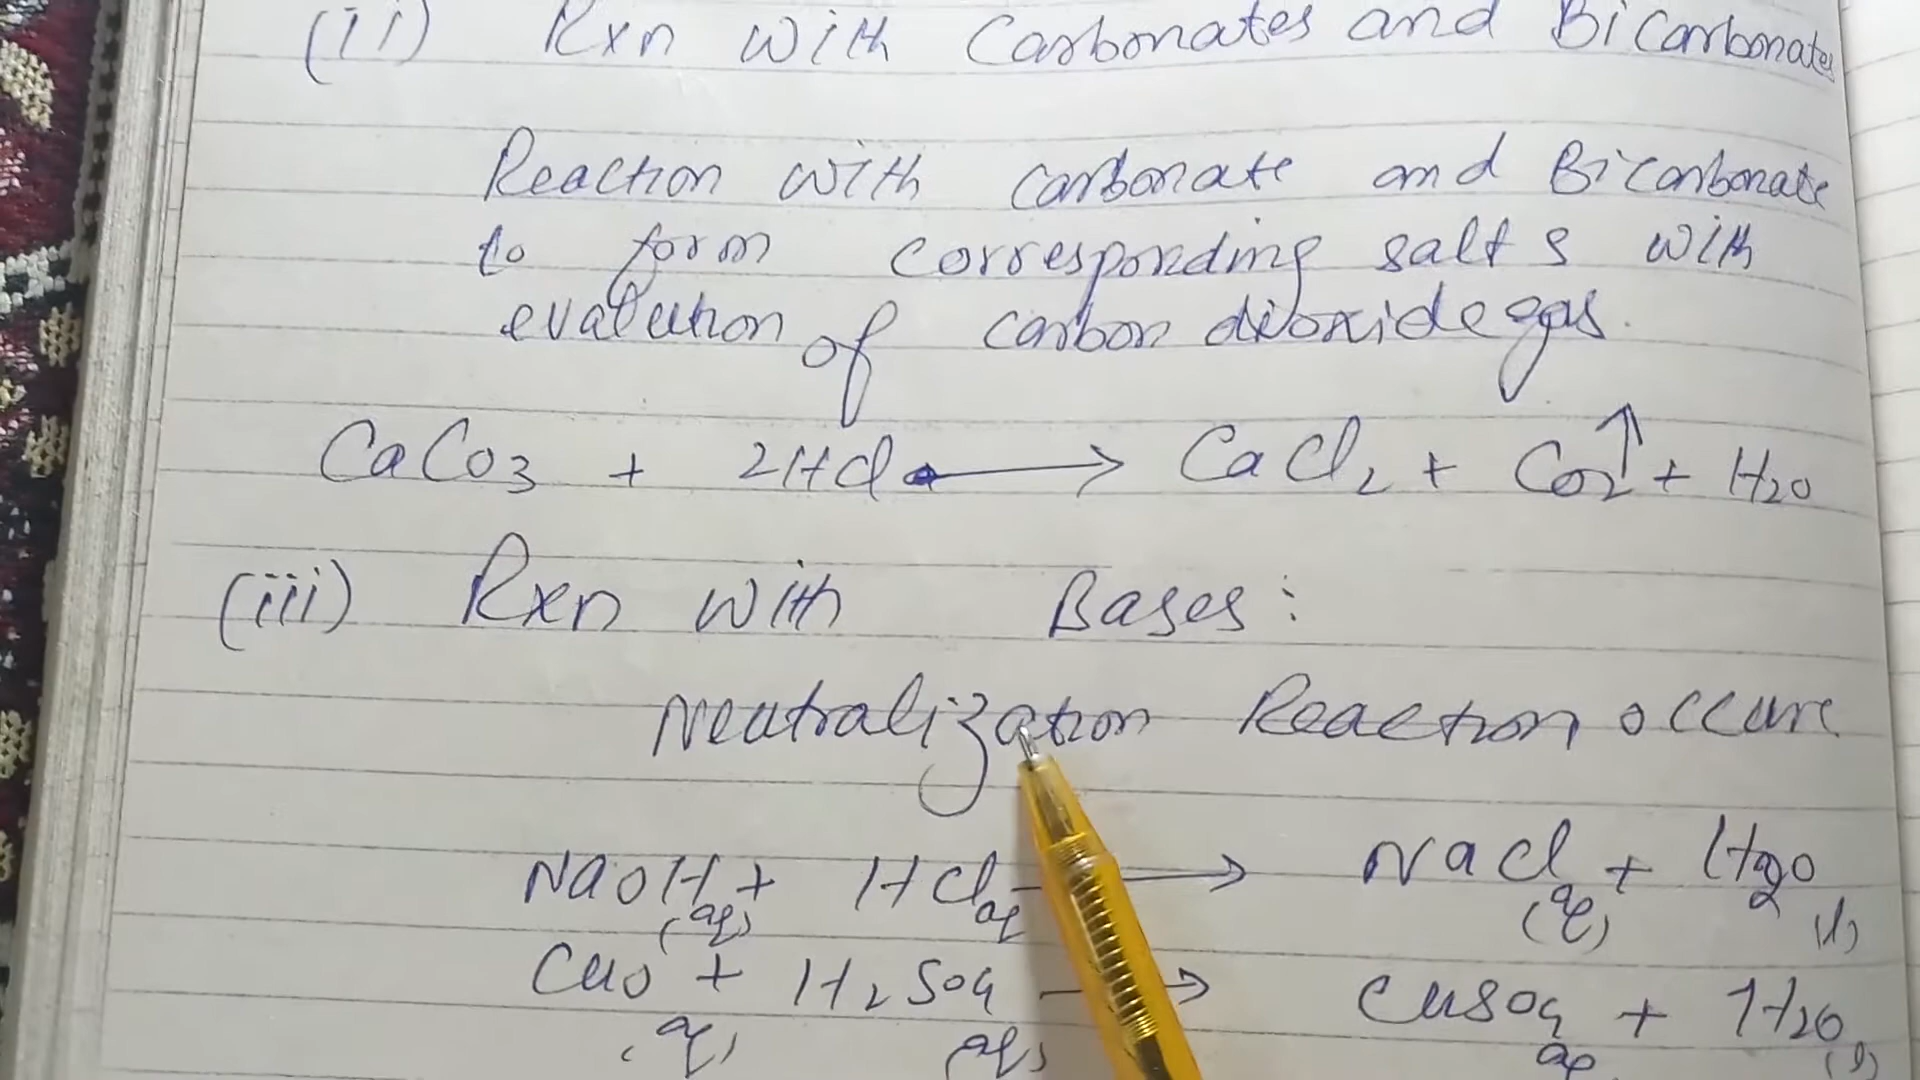 (ii) Rxn with Carbonates and Bicarbonates
Reaction with carbonate and Bicarbonate
to form corresponding salts with
evalution of carbon dioxide gas.
CaCO3 + 2HCl → CaCl2 + CO2↑ + H2O
(iii) Rxn with Bases:
Neutralization Reaction occure
NaOH(aq) + HCl aq → NaCl(aq) + H2O(l)
CuO(aq) + H2SO4(aq) → CuSO4 aq + H2O(l)